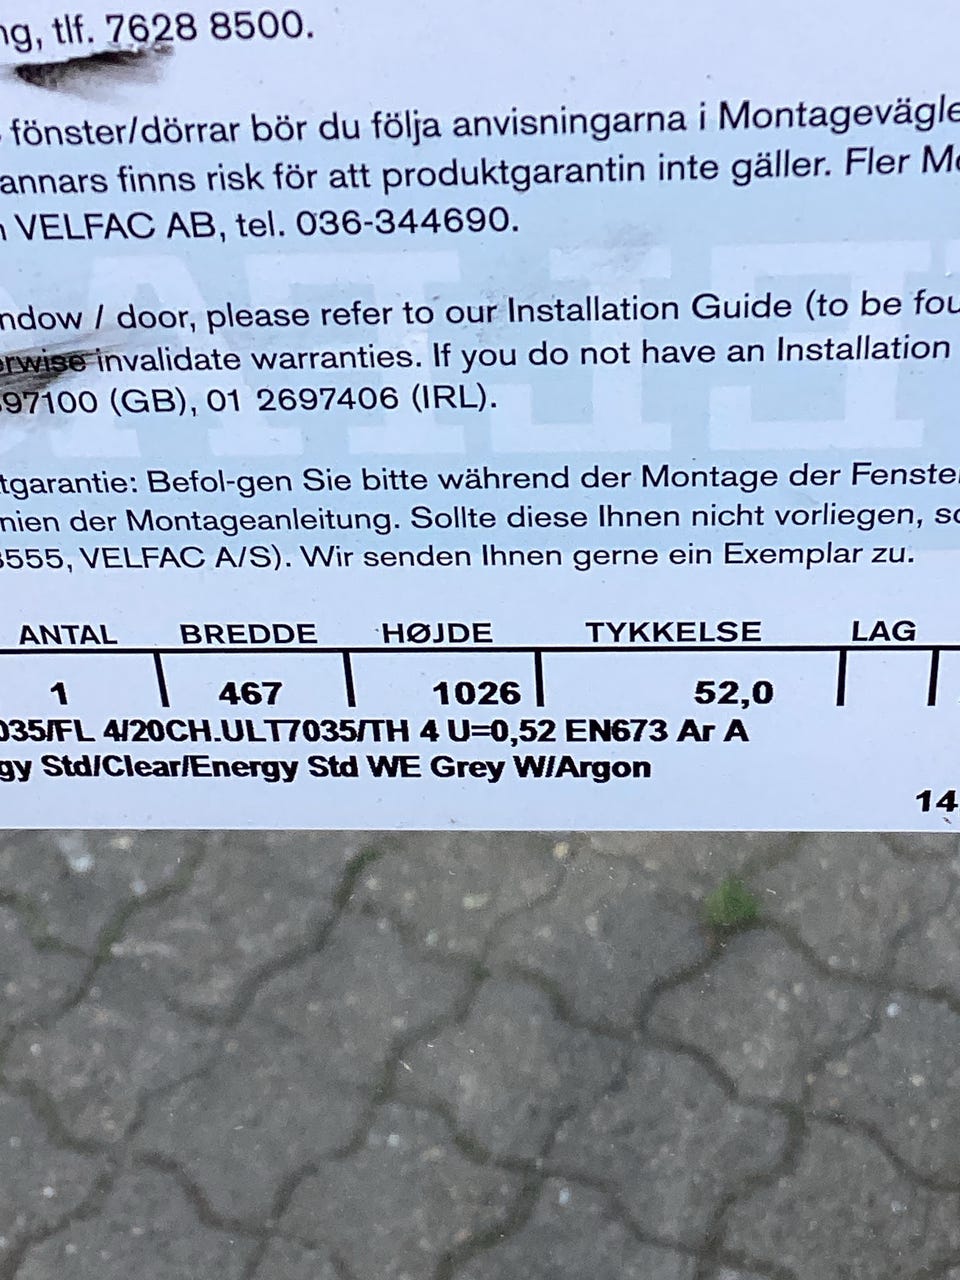 ng, tlf. 7628 8500.
fönster/dörrar bör du följa anvisningarna i Montagevägle
annars finns risk för att produktgarantin inte gäller. Fler Mo
VELFAC AB, tel. 036-344690.
ndow / door, please refer to our Installation Guide (to be fou
erwise invalidate warranties. If you do not have an Installation
97100 (GB), 01 2697406 (IRL).
tgarantie: Befol-gen Sie bitte während der Montage der Fenste
nien der Montageanleitung. Sollte diese Ihnen nicht vorliegen, so
3555, VELFAC A/S). Wir senden Ihnen gerne ein Exemplar zu.
ANTAL BREDDE HØJDE TYKKELSE LAG
1 467 1026 52,0
035/FL 4/20CH.ULT7035/TH 4 U=0,52 EN673 Ar A
gy Std/Clear/Energy Std WE Grey W/Argon
14